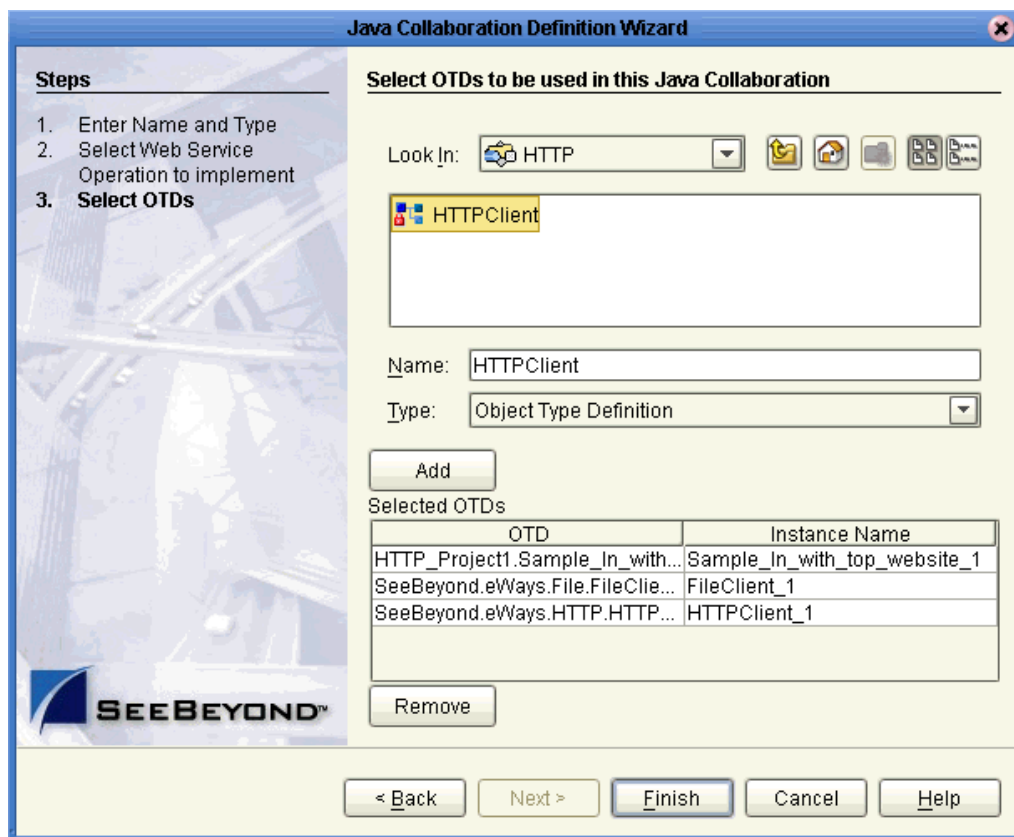 Java Collaboration Definition Wizard
Steps
1. Enter Name and Type
2. Select Web Service
Operation to implement
3. Select OTDs
SEEBEYOND™
Select OTDs to be used in this Java Collaboration
Look In: HTTP
HTTPClient
Name: HTTPClient
Type: Object Type Definition
Add
Selected OTDs
OTD Instance Name
HTTP_Project1.Sample_In_with... Sample_In_with_top_website_1
SeeBeyond.eWays.File.FileClie... FileClient_1
SeeBeyond.eWays.HTTP.HTTP... HTTPClient_1
Remove
< Back Next > Finish Cancel Help